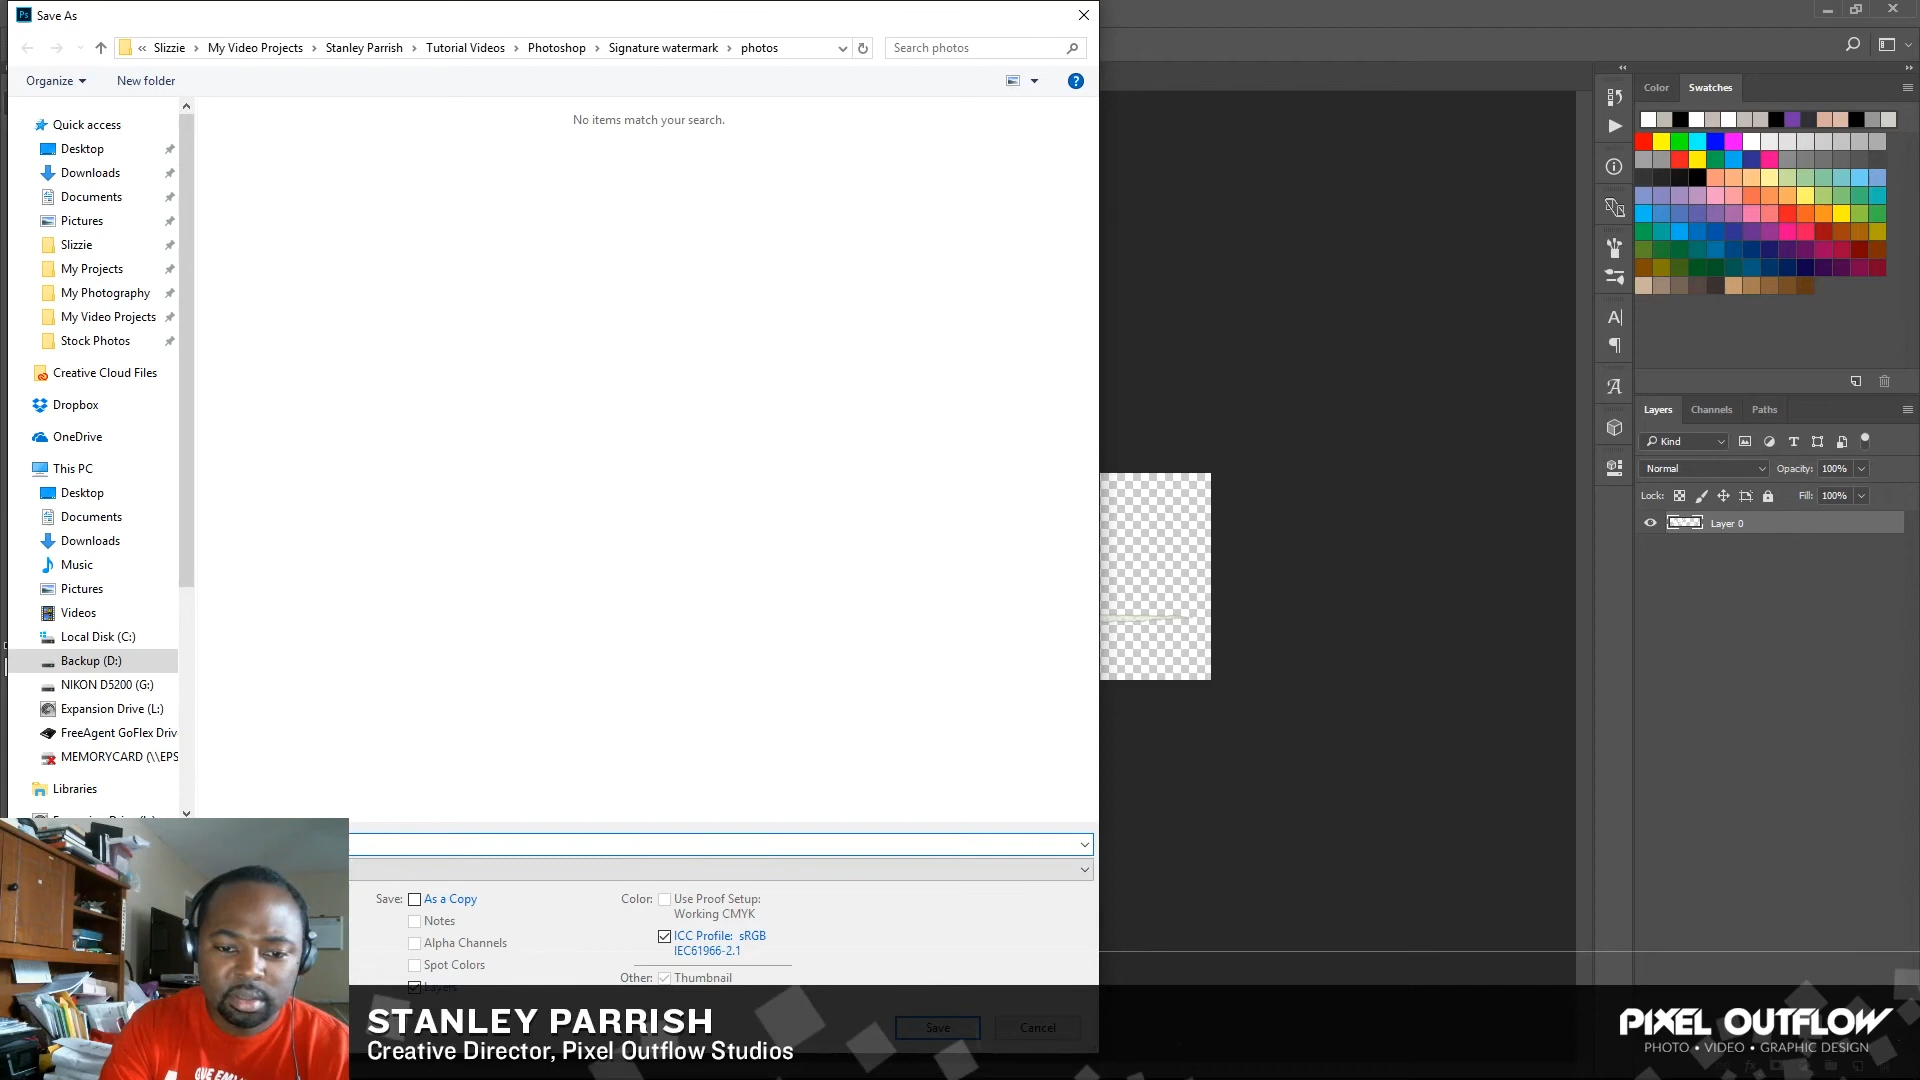 Ps Save As
« Slizzie My Video Projects Stanley Parrish Tutorial Videos Photoshop Signature watermark photos
Search photos
Organize
New folder
?
No items match your search.
Quick access
Desktop
Downloads
Documents
Pictures
Slizzie
My Projects
My Photography
My Video Projects
Stock Photos
Creative Cloud Files
Dropbox
OneDrive
This PC
Desktop
Documents
Downloads
Music
Pictures
Videos
Local Disk (C:)
Backup (D:)
NIKON D5200 (G:)
Expansion Drive (L:)
FreeAgent GoFlex Driv
MEMORYCARD (\\EPS
Libraries
Save: As a Copy
Notes
Alpha Channels
Spot Colors
Layers
Color: Use Proof Setup:
Working CMYK
ICC Profile: sRGB
IEC61966-2.1
Other: Thumbnail
Save
Cancel
STANLEY PARRISH
Creative Director, Pixel Outflow Studios
Color Swatches
Layers Channels Paths
Kind
Normal Opacity: 100%
Lock: Fill: 100%
Layer 0
PIXEL OUTFLOW
PHOTO • VIDEO • GRAPHIC DESIGN